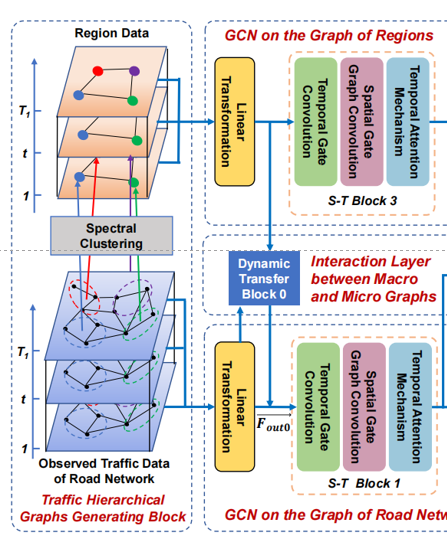 Region Data
T1
t
1
Spectral
Clustering
T1
t
1
Observed Traffic Data
of Road Network
Traffic Hierarchical
Graphs Generating Block
GCN on the Graph of Regions
Linear
Transformation
Temporal Gate
Convolution
Spatial Gate
Graph Convolution
Temporal Attention
Mechanism
S-T Block 3
Dynamic
Transfer
Block 0
Interaction Layer
between Macro
and Micro Graphs
Linear
Transformation
Fout0
Temporal Gate
Convolution
Spatial Gate
Graph Convolution
Temporal Attention
Mechanism
S-T Block 1
GCN on the Graph of Road Netw